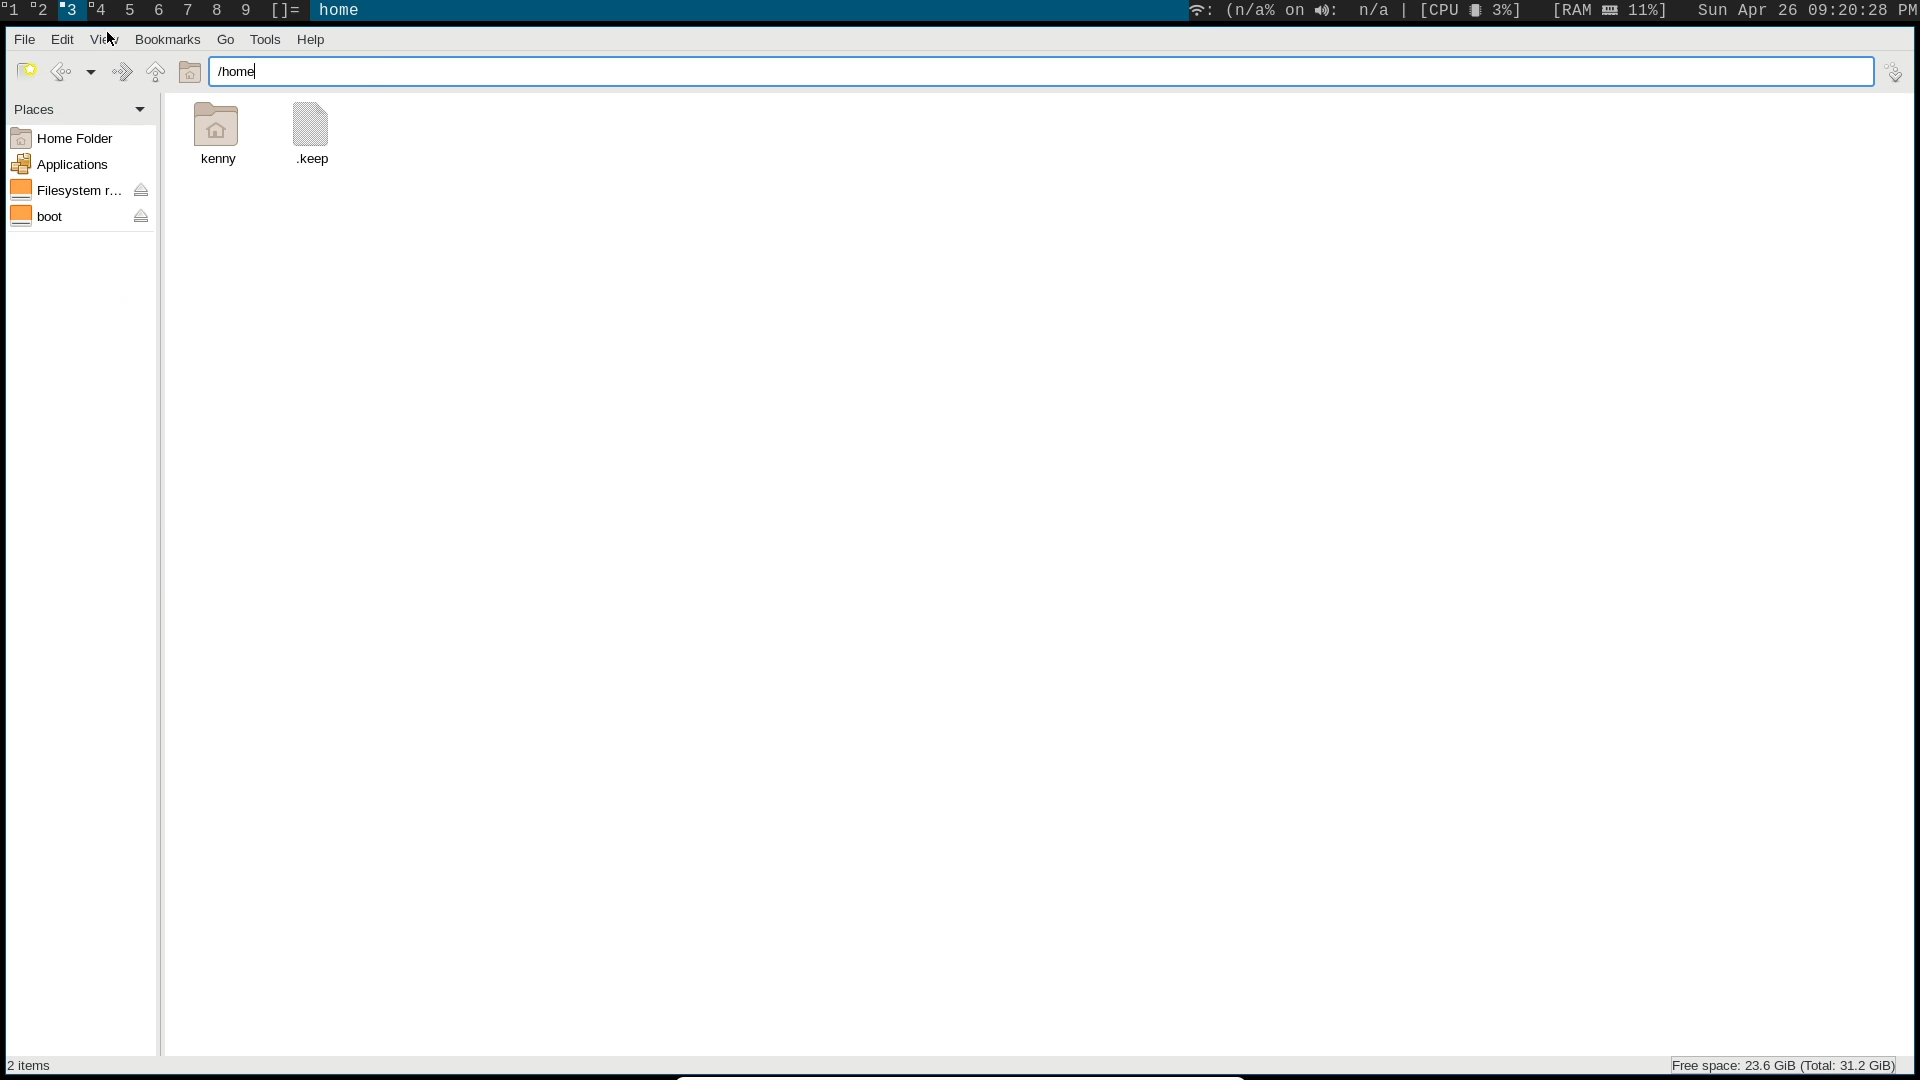 1 2 3 4 5 6 7 8 9 []= home : (n/a% on : n/a | [CPU 3%] [RAM 11%] Sun Apr 26 09:20:28 PM
File Edit View Bookmarks Go Tools Help
/home
Places
Home Folder
Applications
Filesystem r...
boot
kenny
.keep
2 items
Free space: 23.6 GiB (Total: 31.2 GiB)